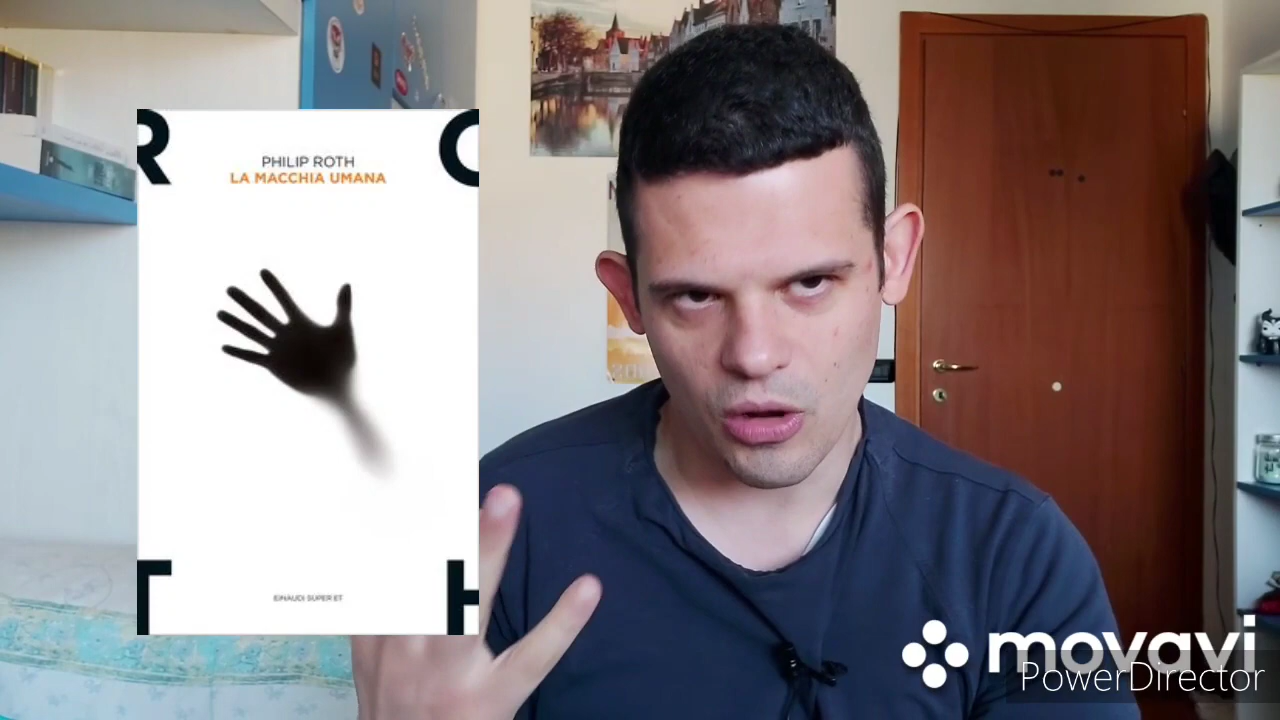 R O
PHILIP ROTH
LA MACCHIA UMANA
T H
EINAUDI SUPER ET
movavi
PowerDirector